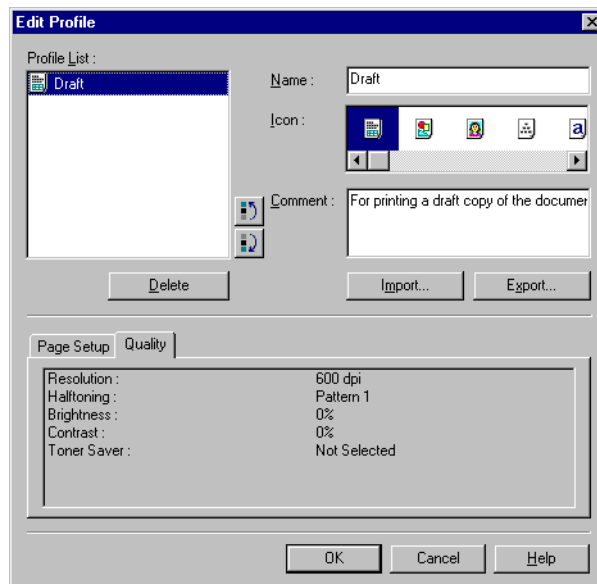 Edit Profile
Profile List :
Draft
Name :
Draft
Icon :
a
Comment :
For printing a draft copy of the documen
Delete
Import...
Export...
Page Setup
Quality
Resolution : 600 dpi
Halftoning : Pattern 1
Brightness : 0%
Contrast : 0%
Toner Saver : Not Selected
OK
Cancel
Help